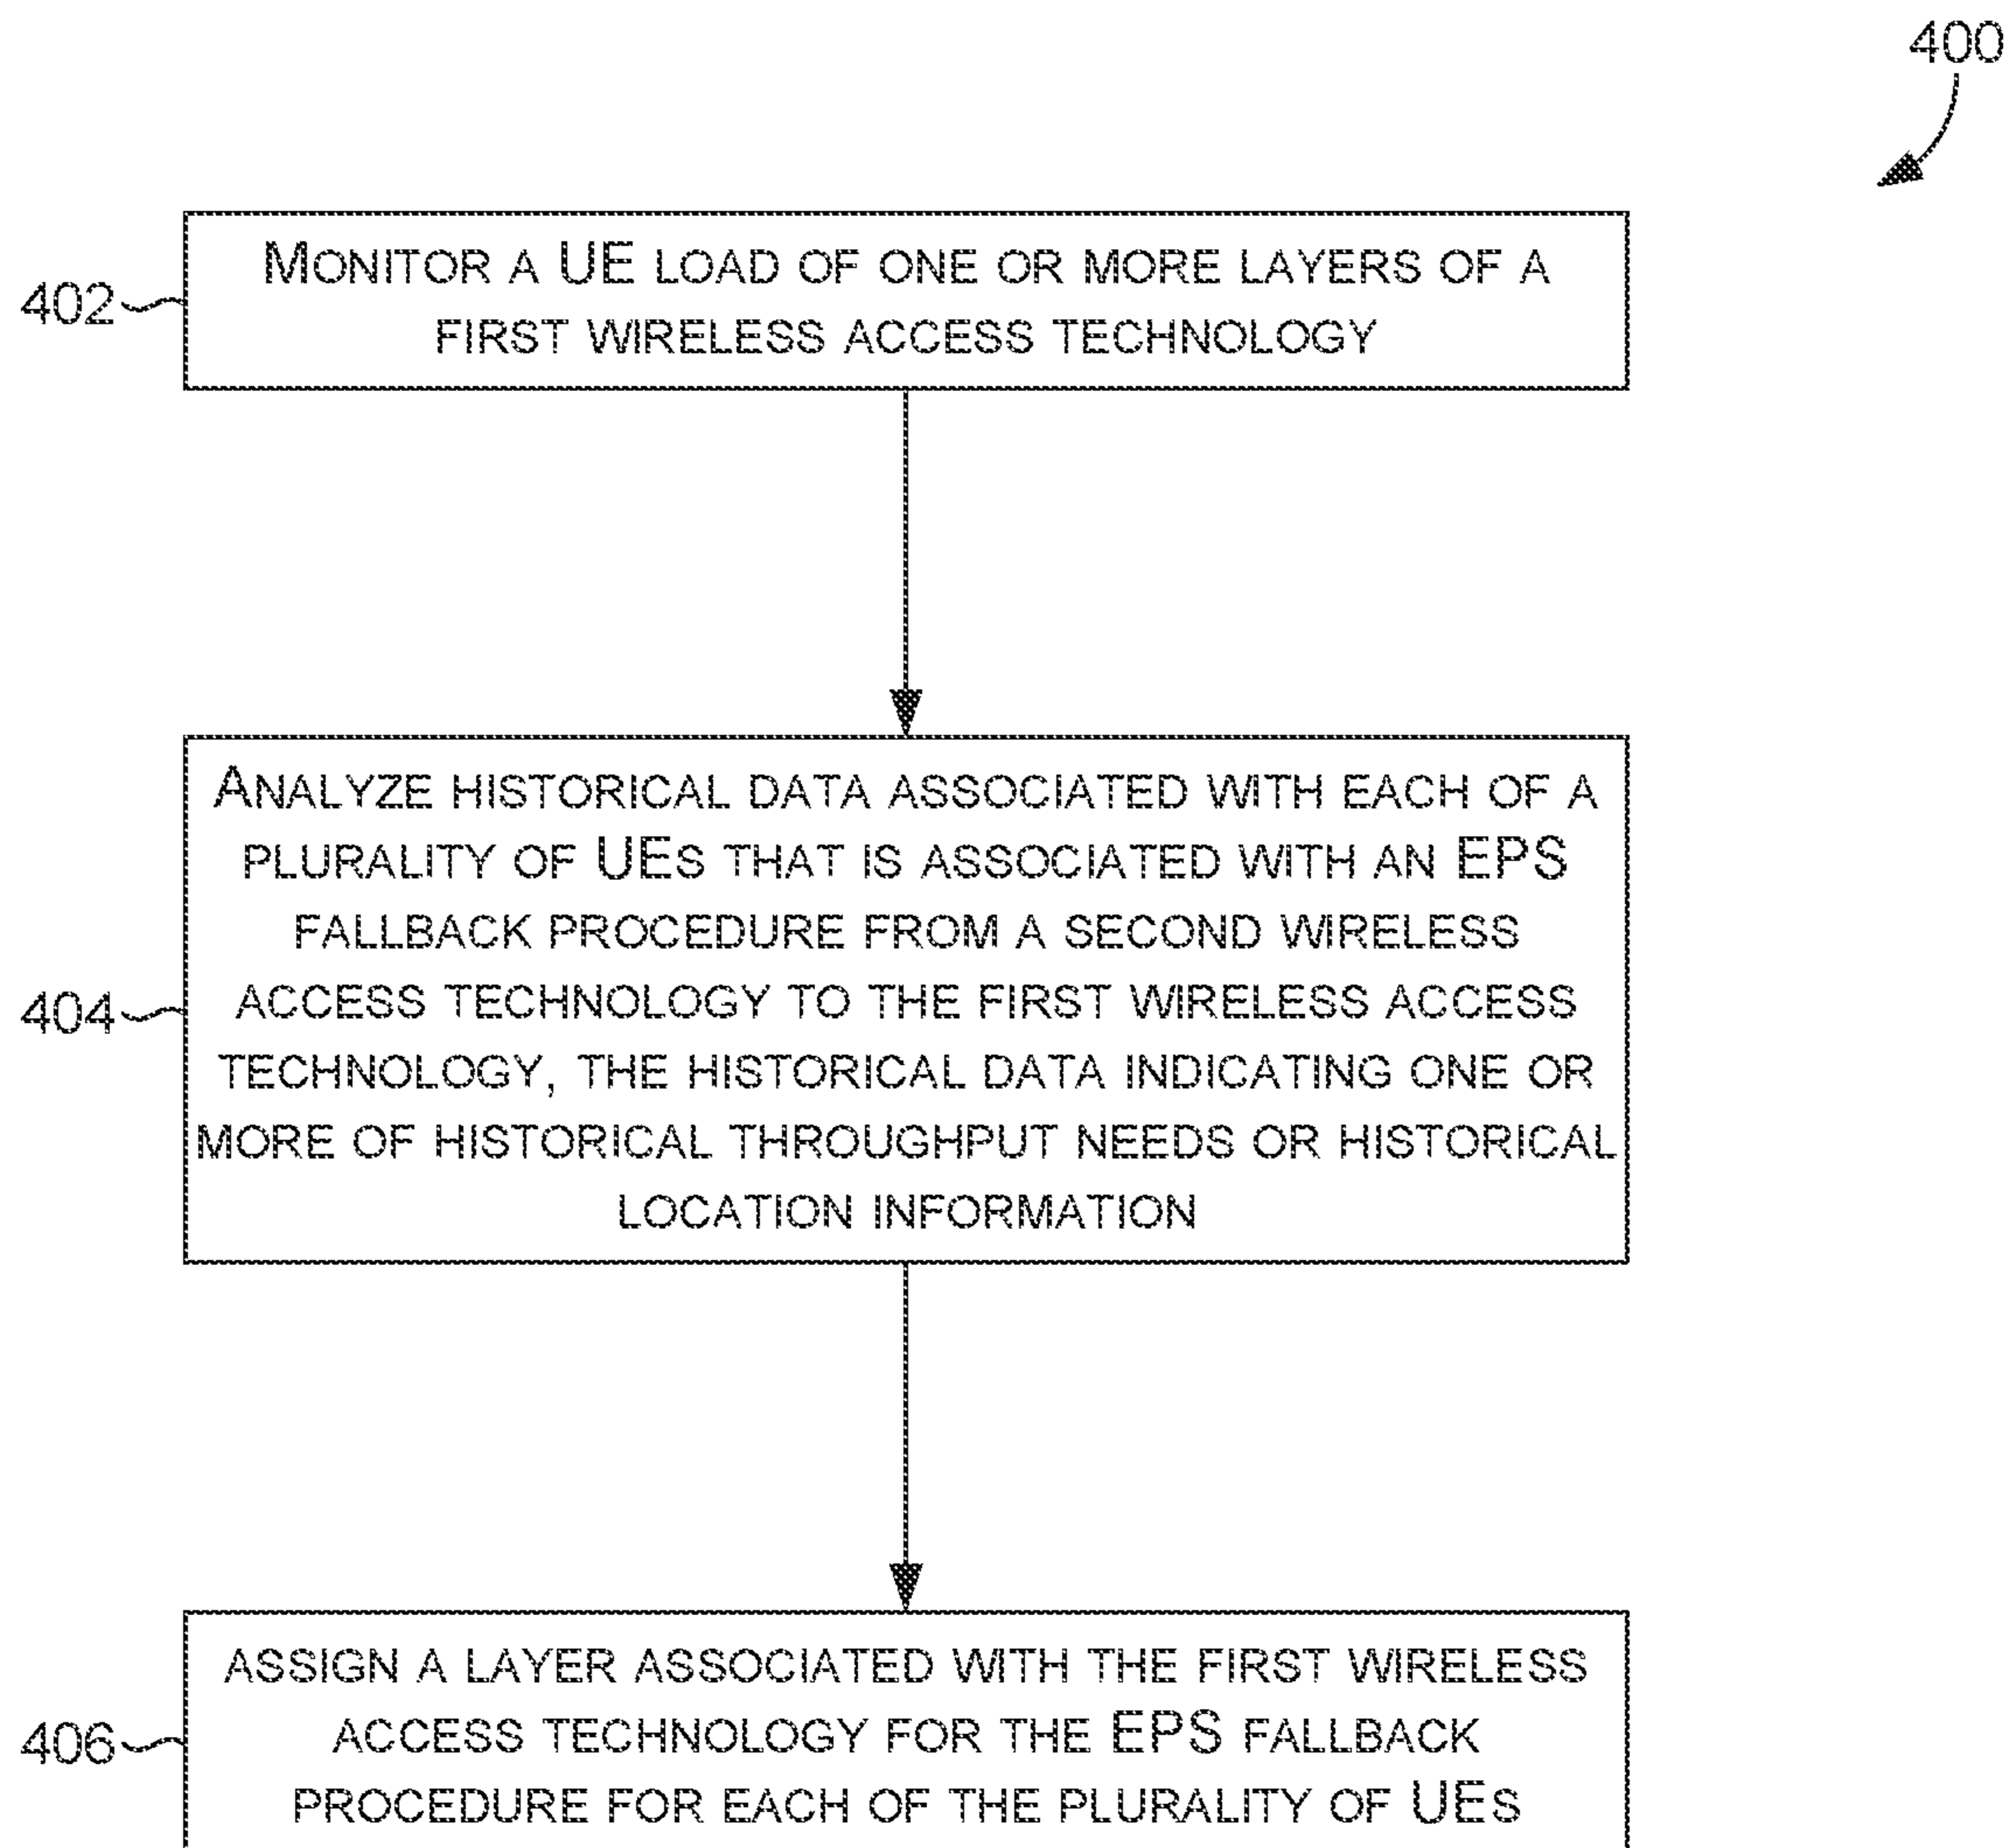 400
402
MONITOR A UE LOAD OF ONE OR MORE LAYERS OF A
FIRST WIRELESS ACCESS TECHNOLOGY
404
ANALYZE HISTORICAL DATA ASSOCIATED WITH EACH OF A
PLURALITY OF UES THAT IS ASSOCIATED WITH AN EPS
FALLBACK PROCEDURE FROM A SECOND WIRELESS
ACCESS TECHNOLOGY TO THE FIRST WIRELESS ACCESS
TECHNOLOGY, THE HISTORICAL DATA INDICATING ONE OR
MORE OF HISTORICAL THROUGHPUT NEEDS OR HISTORICAL
LOCATION INFORMATION
406
ASSIGN A LAYER ASSOCIATED WITH THE FIRST WIRELESS
ACCESS TECHNOLOGY FOR THE EPS FALLBACK
PROCEDURE FOR EACH OF THE PLURALITY OF UES